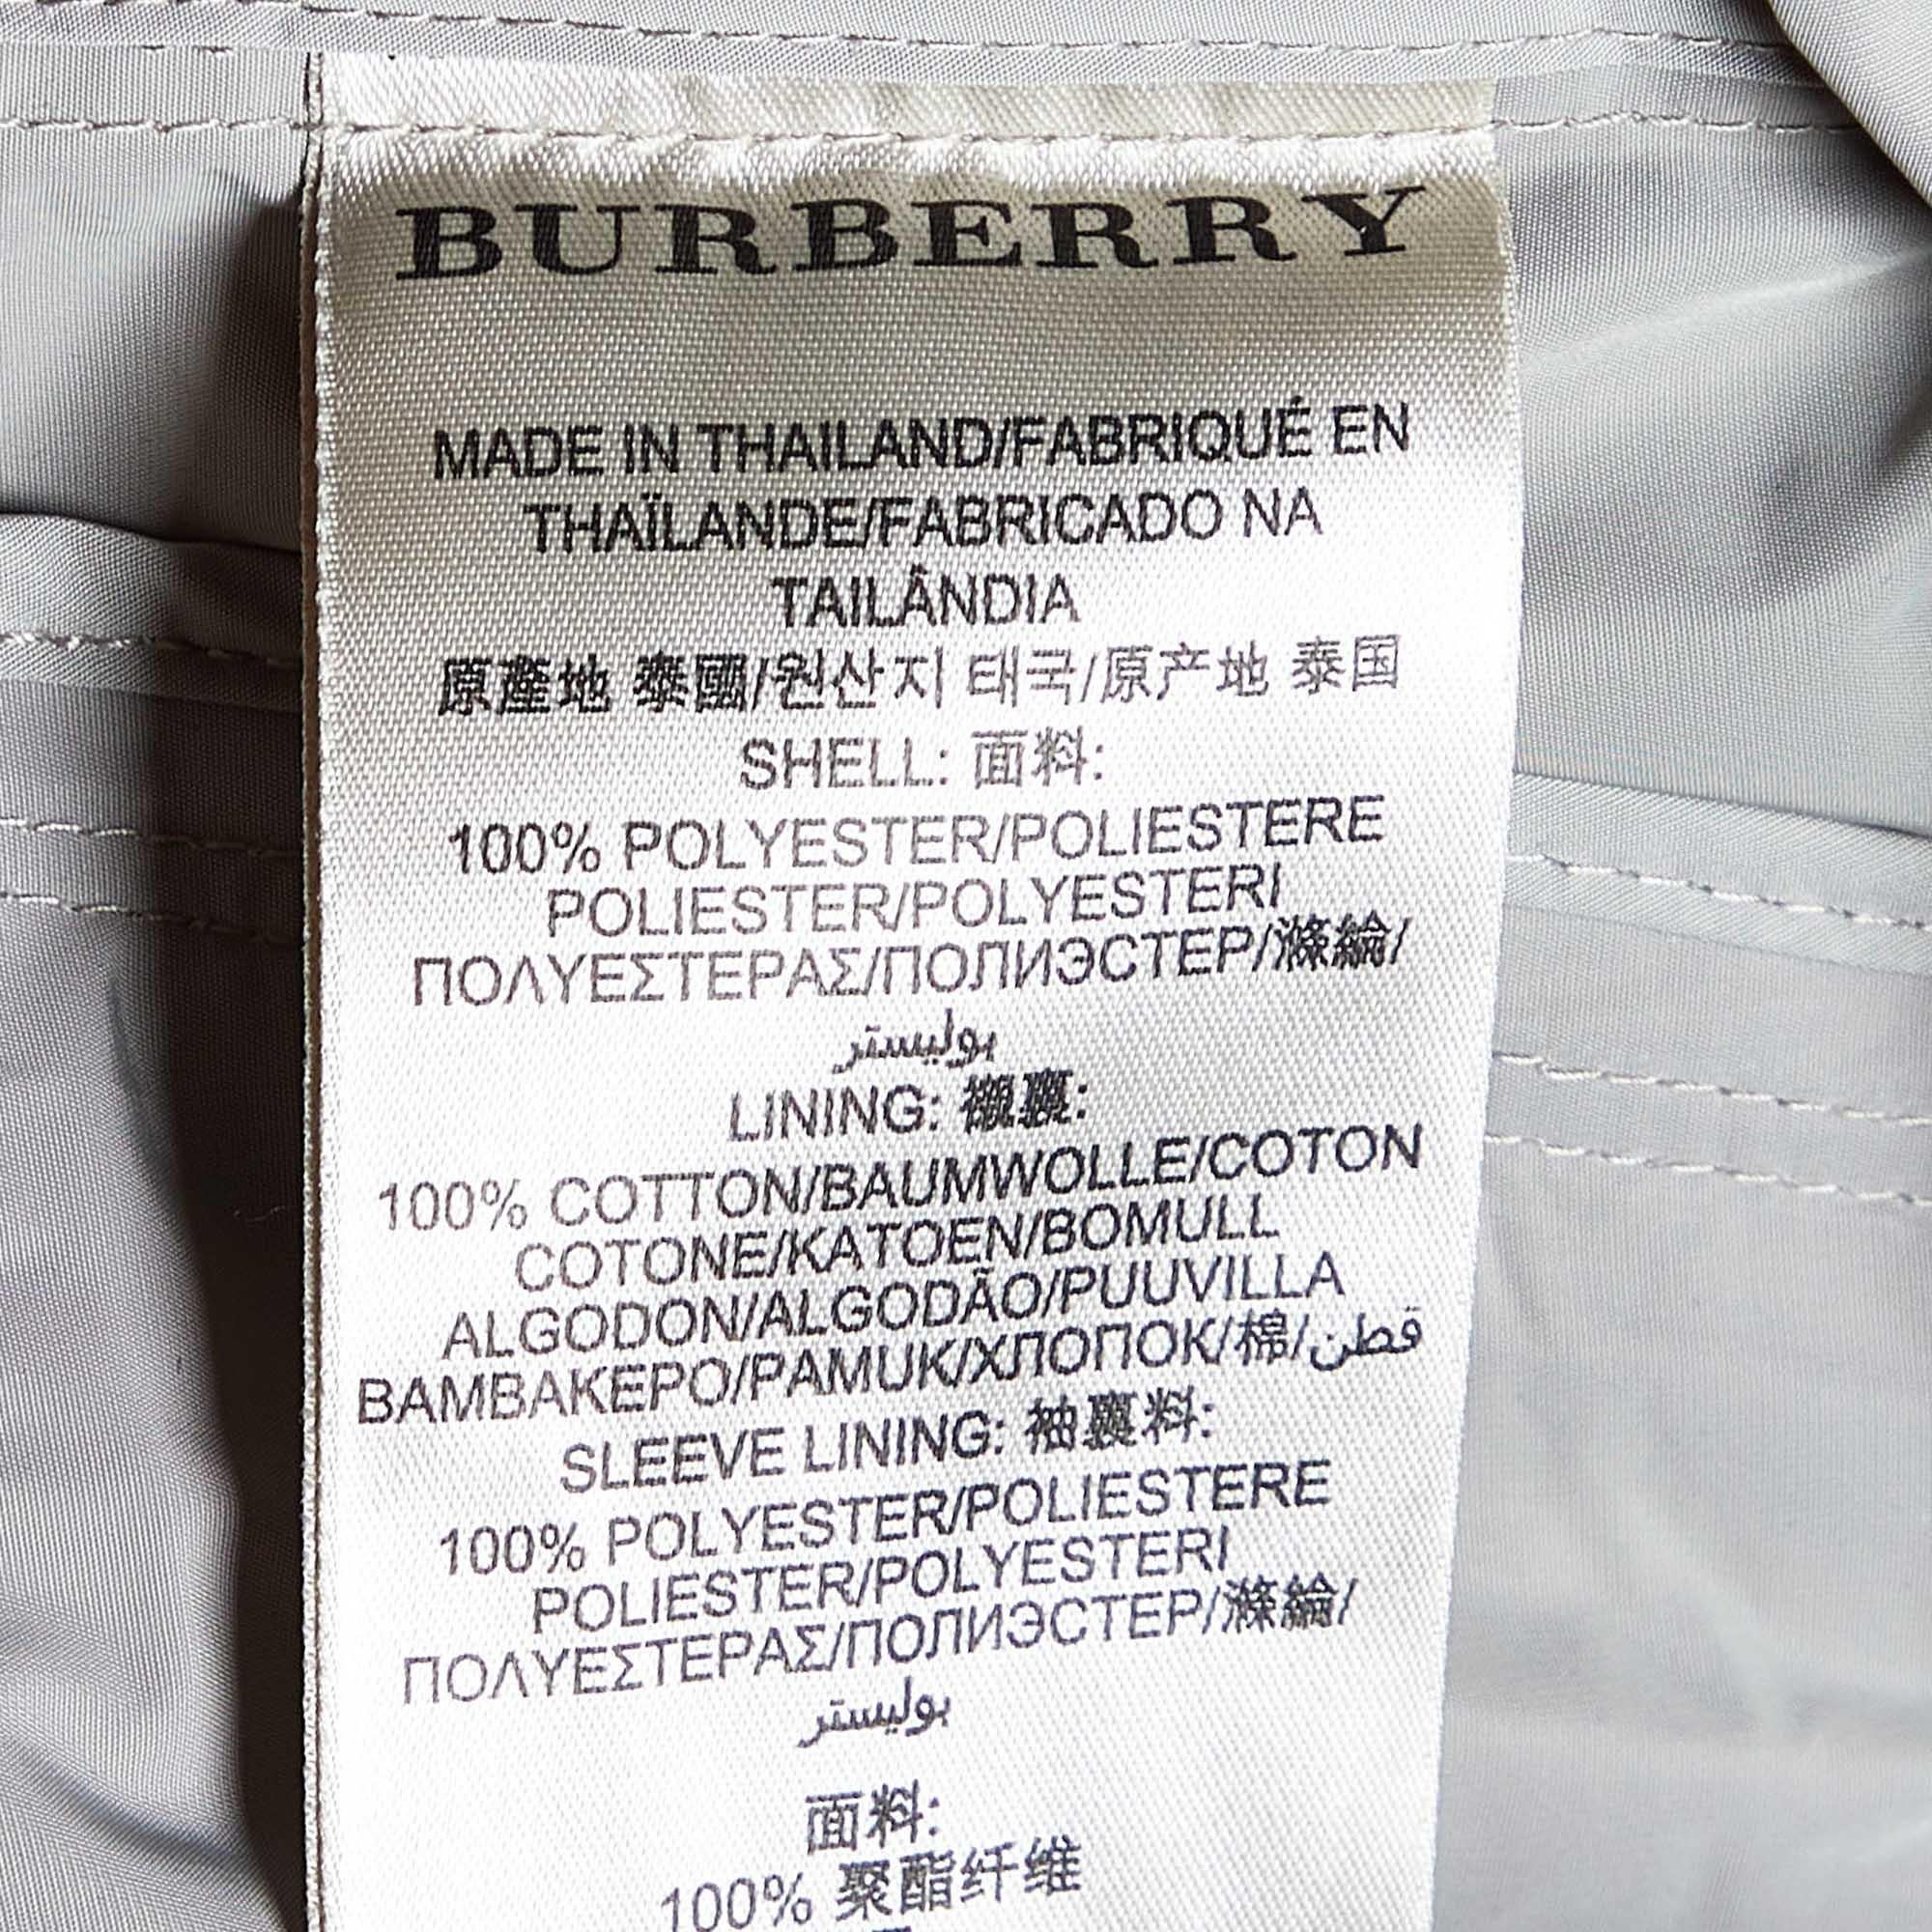 BURBERRY
MADE IN THAILAND/FABRIQUÉ EN
THAÏLANDE/FABRICADO NA
TAILÂNDIA
原產地 泰國/원산지 태국/原产地 泰国
SHELL: 面料:
100% POLYESTER/POLIESTERE
POLIESTER/POLYESTERI
ΠΟΛΥΕΣΤΕΡΑΣ/ПОЛИЭСТЕР/滌綸/
بوليستر
LINING: 襯裏:
100% COTTON/BAUMWOLLE/COTON
COTONE/KATOEN/BOMULL
ALGODON/ALGODÃO/PUUVILLA
ΒΑΜΒΑΚΕΡΟ/PAMUK/ХЛОПОК/棉/قطن
SLEEVE LINING: 袖裏料:
100% POLYESTER/POLIESTERE
POLIESTER/POLYESTERI
ΠΟΛΥΕΣΤΕΡΑΣ/ПОЛИЭСТЕР/滌綸/
بوليستر
面料:
100% 聚酯纤维